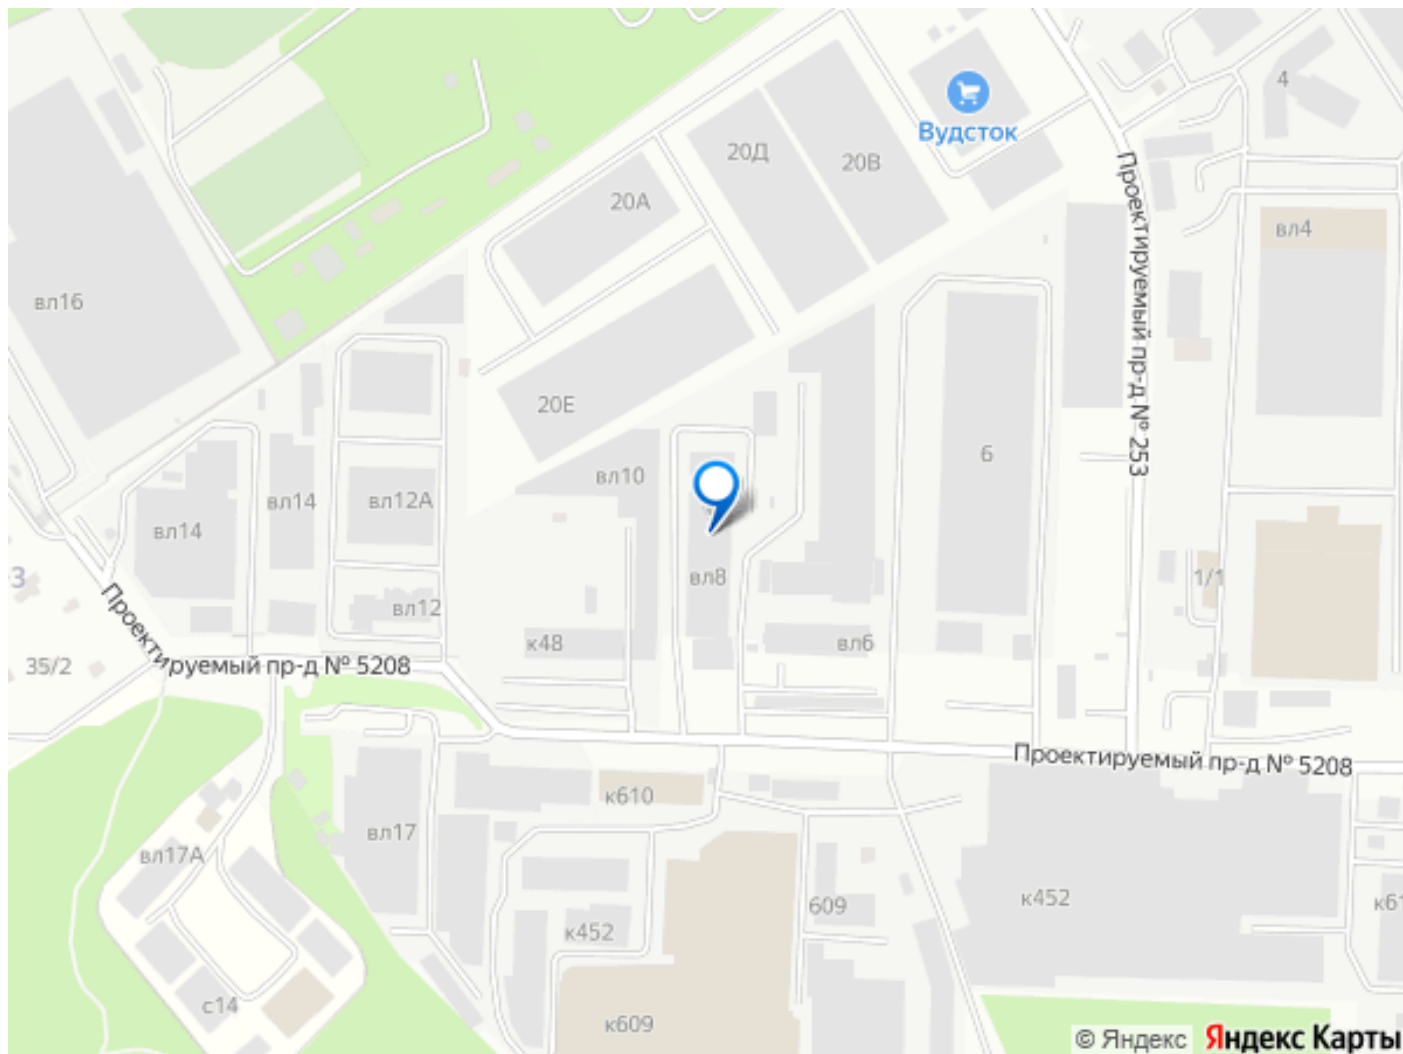 4
Вудсток
20Д
20В
20А
Проектируемый пр-д № 253
вл4
вл16
20Е
6
вл10
вл14
вл12А
вл14
1/1
вл8
вл12
к48
вл6
35/2
Проектируемый пр-д № 5208
Проектируемый пр-д № 5208
к610
вл17
вл17А
к452
609
к452
с14
к609
© Яндекс Яндекс Карты